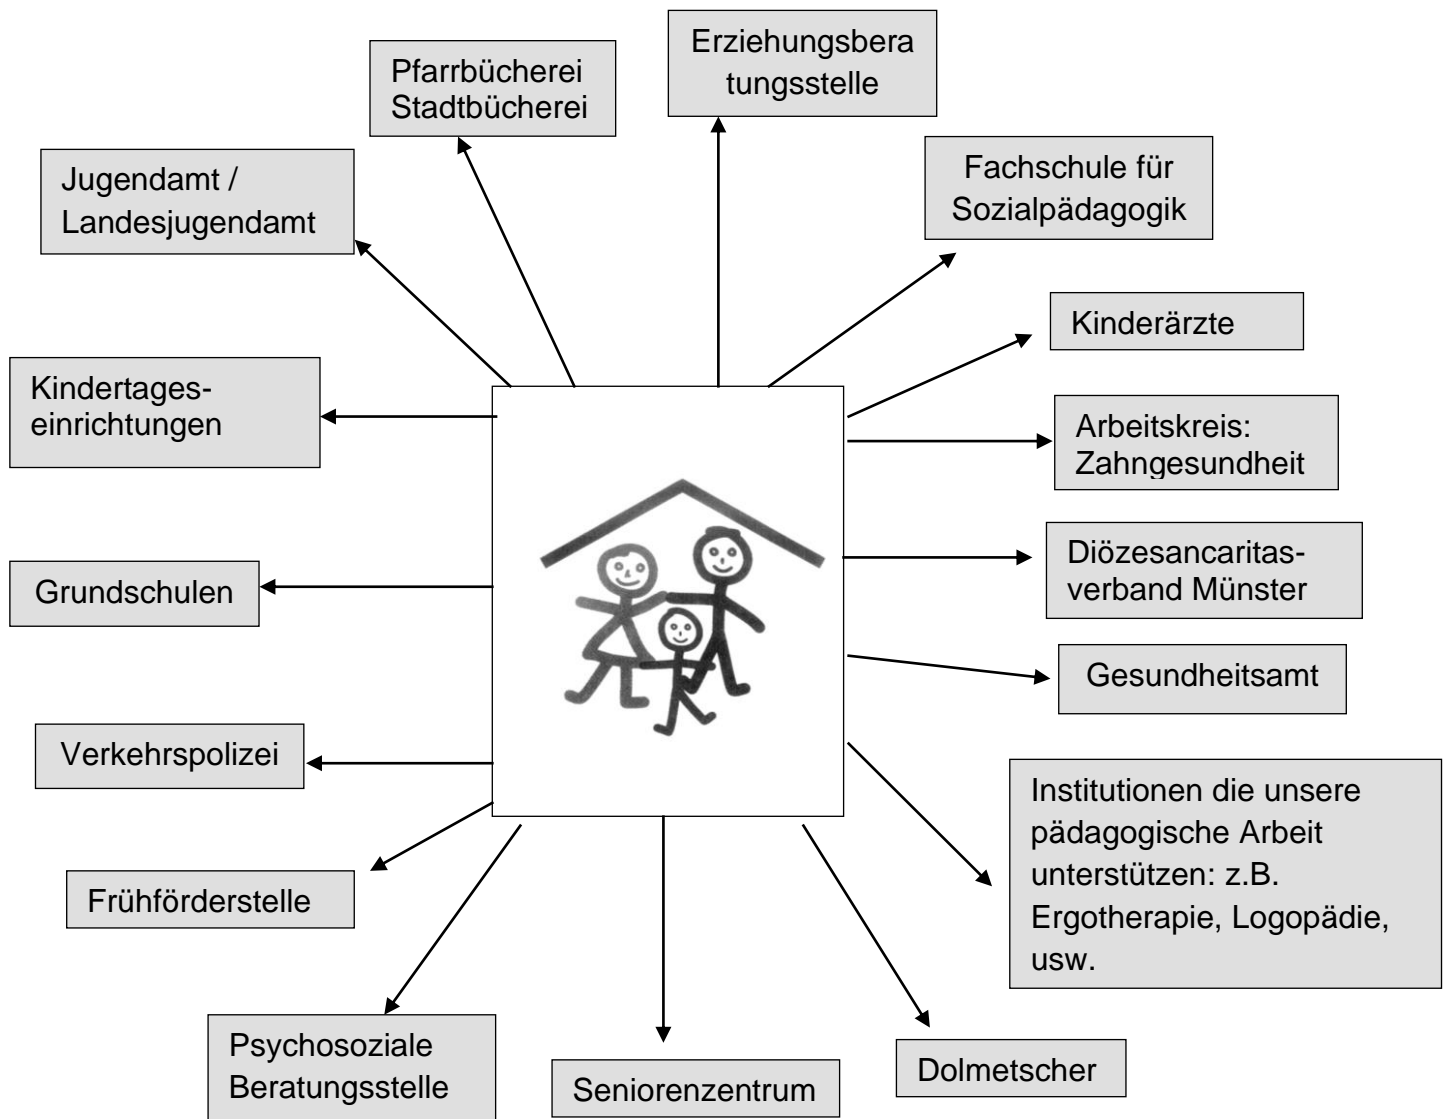 Erziehungsbera
tungsstelle
Pfarrbücherei
Stadtbücherei
Jugendamt /
Landesjugendamt
Fachschule für
Sozialpädagogik
Kinderärzte
Kindertages-
einrichtungen
Arbeitskreis:
Zahngesundheit
Diözesancaritas-
verband Münster
Grundschulen
Gesundheitsamt
Verkehrspolizei
Institutionen die unsere
pädagogische Arbeit
unterstützen: z.B.
Ergotherapie, Logopädie,
usw.
Frühförderstelle
Psychosoziale
Beratungsstelle
Seniorenzentrum
Dolmetscher